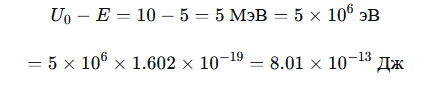 U₀ − E = 10 − 5 = 5 МэВ = 5 × 10⁶ эВ
= 5 × 10⁶ × 1.602 × 10⁻¹⁹ = 8.01 × 10⁻¹³ Дж